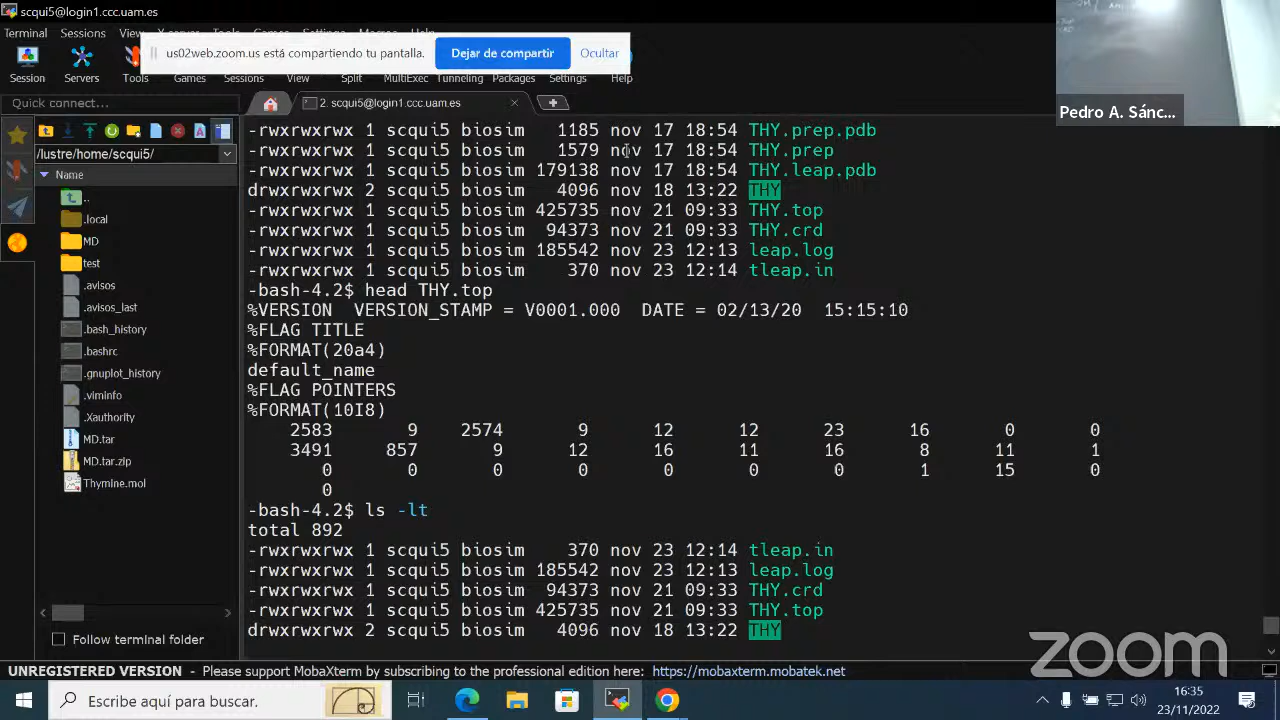 scqui5@login1.ccc.uam.es
Terminal Sessions View
us02web.zoom.us está compartiendo tu pantalla. Dejar de compartir Ocultar
Session Servers Tools Games Sessions View Split MultiExec Tunneling Packages Settings Help
Pedro A. Sánc...
Quick connect... 2. scqui5@login1.ccc.uam.es
/lustre/home/scqui5/
Name
..
.local
MD
test
.avisos
.avisos_last
.bash_history
.bashrc
.gnuplot_history
.viminfo
.Xauthority
MD.tar
MD.tar.zip
Thymine.mol
Follow terminal folder
-rwxrwxrwx 1 scqui5 biosim 1185 nov 17 18:54 THY.prep.pdb
-rwxrwxrwx 1 scqui5 biosim 1579 nov 17 18:54 THY.prep
-rwxrwxrwx 1 scqui5 biosim 179138 nov 17 18:54 THY.leap.pdb
drwxrwxrwx 2 scqui5 biosim 4096 nov 18 13:22 THY
-rwxrwxrwx 1 scqui5 biosim 425735 nov 21 09:33 THY.top
-rwxrwxrwx 1 scqui5 biosim 94373 nov 21 09:33 THY.crd
-rwxrwxrwx 1 scqui5 biosim 185542 nov 23 12:13 leap.log
-rwxrwxrwx 1 scqui5 biosim 370 nov 23 12:14 tleap.in
-bash-4.2$ head THY.top
%VERSION VERSION_STAMP = V0001.000 DATE = 02/13/20 15:15:10
%FLAG TITLE
%FORMAT(20a4)
default_name
%FLAG POINTERS
%FORMAT(10I8)
2583 9 2574 9 12 12 23 16 0 0
3491 857 9 12 16 11 16 8 11 1
0 0 0 0 0 0 0 1 15 0
0
-bash-4.2$ ls -lt
total 892
-rwxrwxrwx 1 scqui5 biosim 370 nov 23 12:14 tleap.in
-rwxrwxrwx 1 scqui5 biosim 185542 nov 23 12:13 leap.log
-rwxrwxrwx 1 scqui5 biosim 94373 nov 21 09:33 THY.crd
-rwxrwxrwx 1 scqui5 biosim 425735 nov 21 09:33 THY.top
drwxrwxrwx 2 scqui5 biosim 4096 nov 18 13:22 THY
zoom
UNREGISTERED VERSION - Please support MobaXterm by subscribing to the professional edition here: https://mobaxterm.mobatek.net
Escribe aquí para buscar.
16:35
23/11/2022